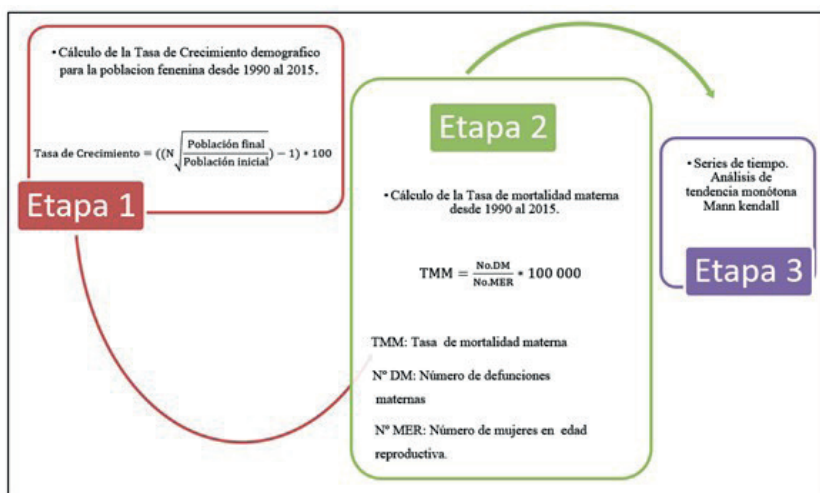 • Cálculo de la Tasa de Crecimiento demografico
para la poblacion fenenina desde 1990 al 2015.
Tasa de Crecimiento = ((N√(Población final/Población inicial)) − 1) * 100
Etapa 1
Etapa 2
• Cálculo de la Tasa de mortalidad materna
desde 1990 al 2015.
TMM = No.DM/No.MER * 100 000
TMM: Tasa de mortalidad materna
Nº DM: Número de defunciones
maternas
Nº MER: Número de mujeres en edad
reproductiva.
• Series de tiempo.
Análisis de
tendencia monótona
Mann kendall
Etapa 3